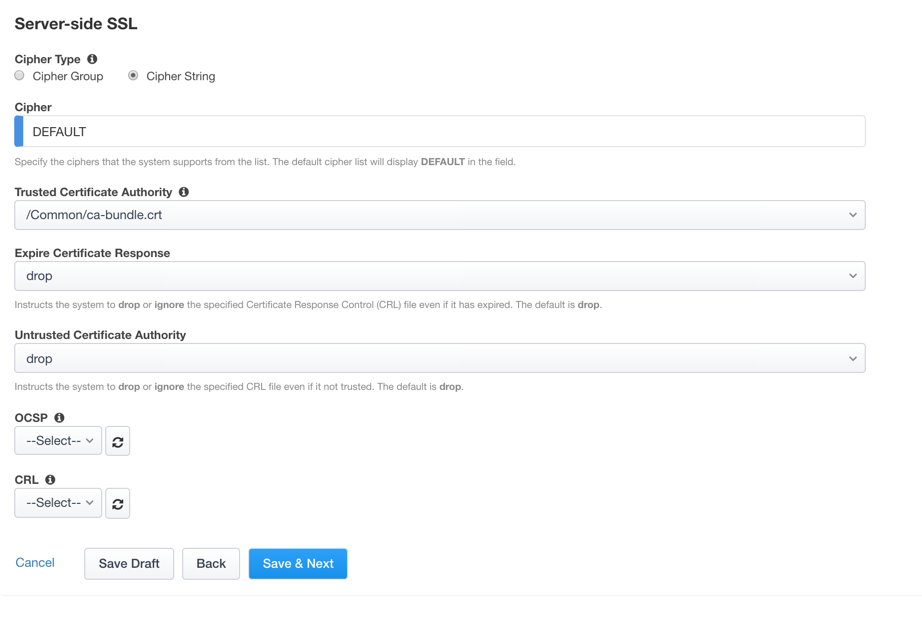 Server-side SSL
Cipher Type
Cipher Group Cipher String
Cipher
DEFAULT
Specify the ciphers that the system supports from the list. The default cipher list will display DEFAULT in the field.
Trusted Certificate Authority
/Common/ca-bundle.crt
Expire Certificate Response
drop
Instructs the system to drop or ignore the specified Certificate Response Control (CRL) file even if it has expired. The default is drop.
Untrusted Certificate Authority
drop
Instructs the system to drop or ignore the specified CRL file even if it not trusted. The default is drop.
OCSP
--Select--
CRL
--Select--
Cancel Save Draft Back Save & Next